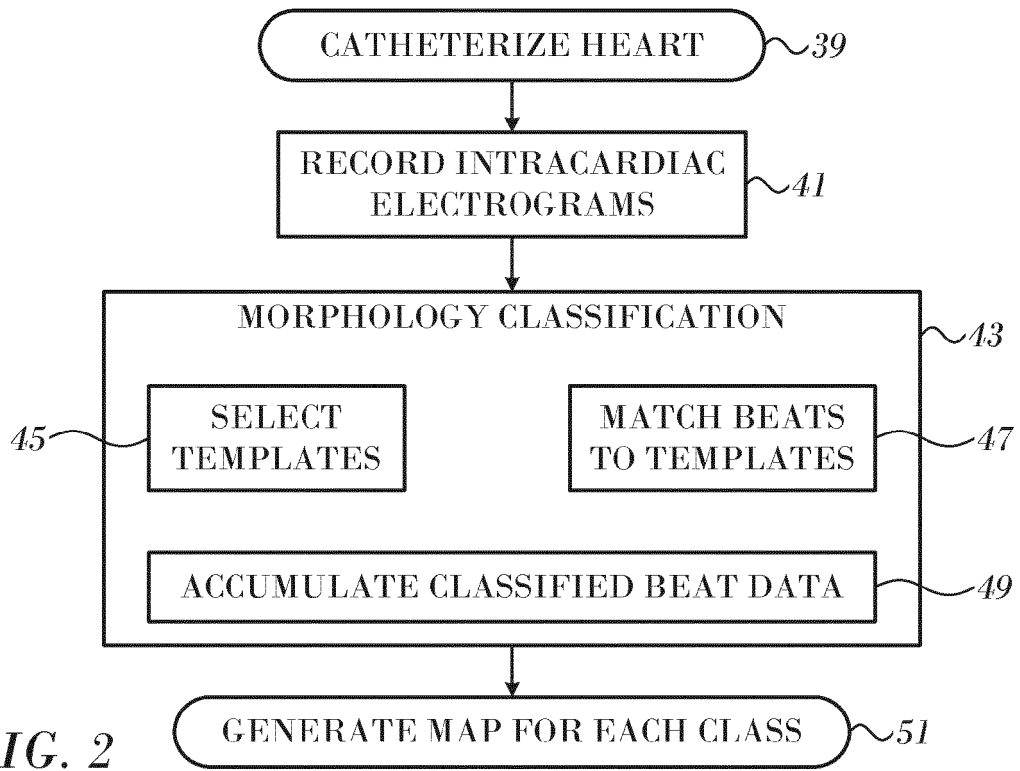 CATHETERIZE HEART
39
RECORD INTRACARDIAC
ELECTROGRAMS
41
MORPHOLOGY CLASSIFICATION
43
45
SELECT
TEMPLATES
MATCH BEATS
TO TEMPLATES
47
ACCUMULATE CLASSIFIED BEAT DATA
49
GENERATE MAP FOR EACH CLASS
51
IG. 2